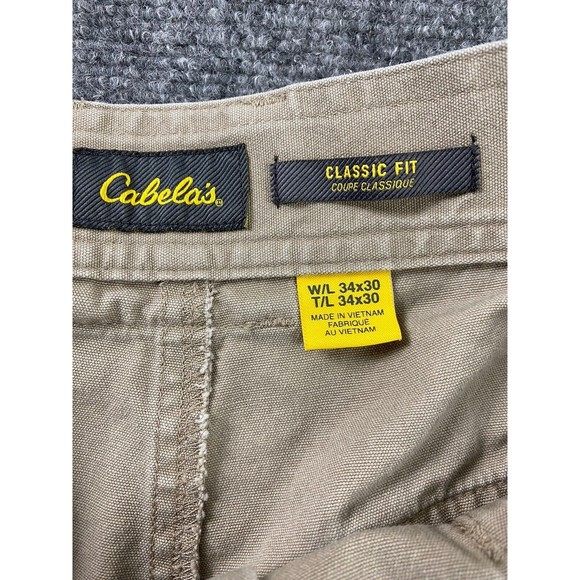 Cabela's
CLASSIC FIT
COUPE CLASSIQUE
W/L 34x30
T/L 34x30
MADE IN VIETNAM
FABRIQUÉ
AU VIETNAM